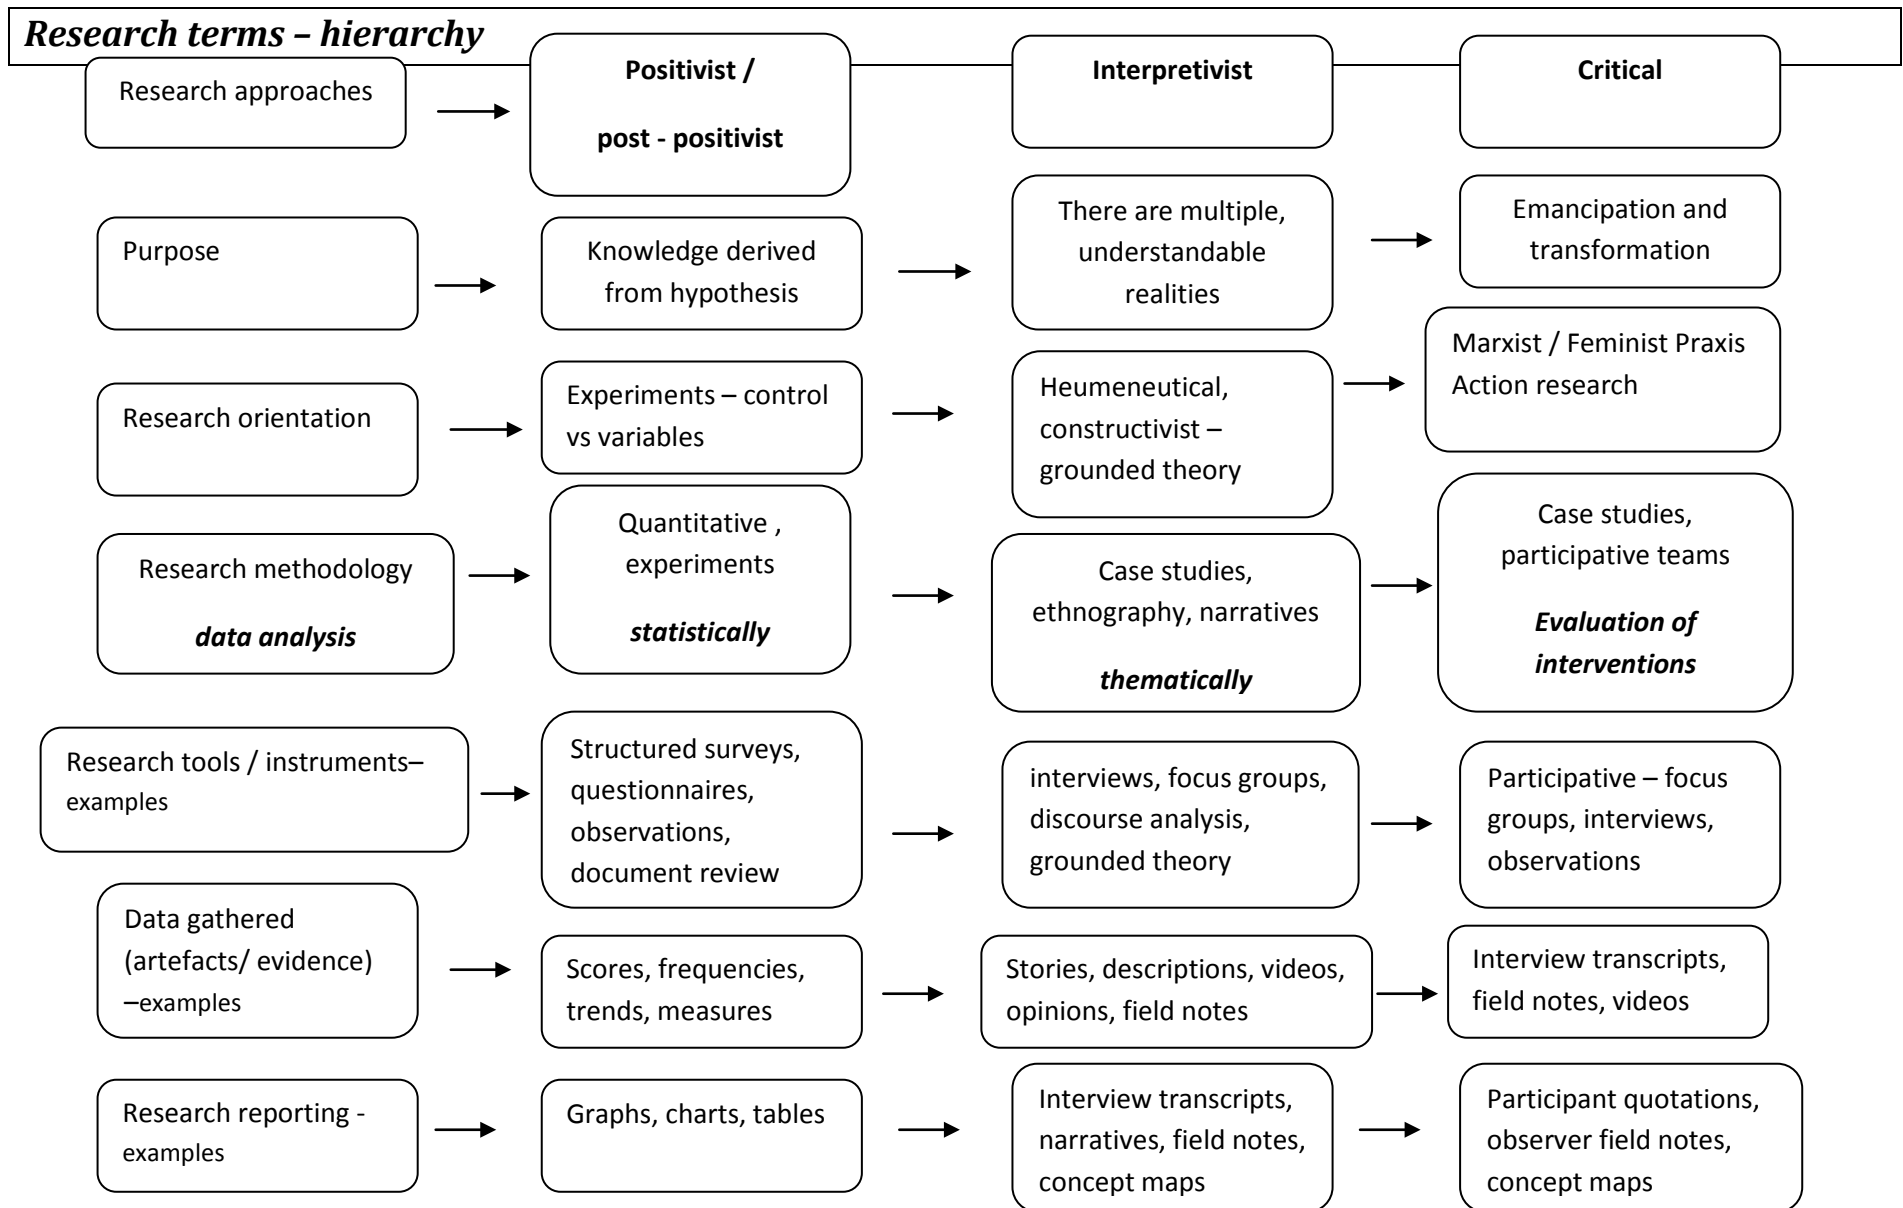 Research terms – hierarchy
Research approaches
Positivist /
post - positivist
Interpretivist
Critical
Purpose
Knowledge derived
from hypothesis
There are multiple,
understandable
realities
Emancipation and
transformation
Research orientation
Experiments – control
vs variables
Heumeneutical,
constructivist –
grounded theory
Marxist / Feminist Praxis
Action research
Research methodology
data analysis
Quantitative ,
experiments
statistically
Case studies,
ethnography, narratives
thematically
Case studies,
participative teams
Evaluation of
interventions
Research tools / instruments–
examples
Structured surveys,
questionnaires,
observations,
document review
interviews, focus groups,
discourse analysis,
grounded theory
Participative – focus
groups, interviews,
observations
Data gathered
(artefacts/ evidence)
–examples
Scores, frequencies,
trends, measures
Stories, descriptions, videos,
opinions, field notes
Interview transcripts,
field notes, videos
Research reporting -
examples
Graphs, charts, tables
Interview transcripts,
narratives, field notes,
concept maps
Participant quotations,
observer field notes,
concept maps